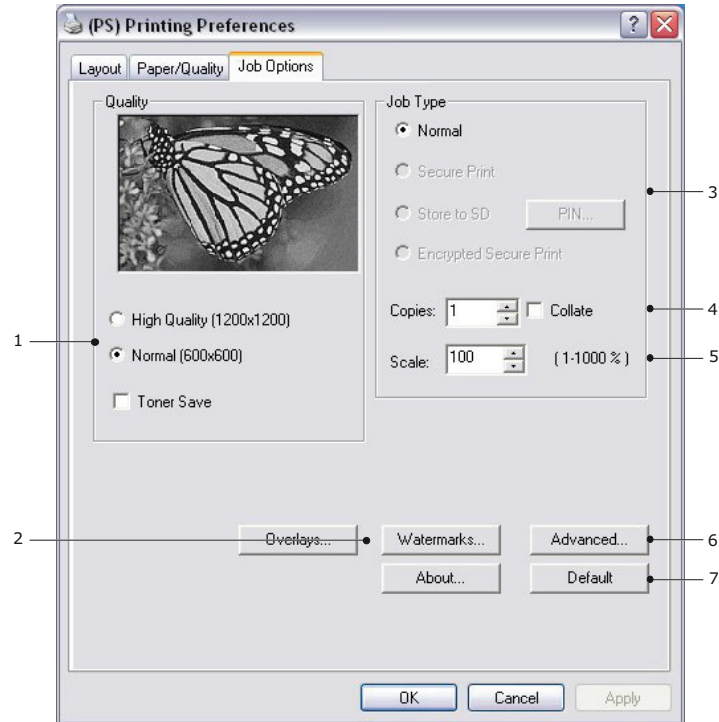 (PS) Printing Preferences
?
Layout Paper/Quality Job Options
Quality
High Quality (1200x1200)
Normal (600x600)
Toner Save
1
Job Type
Normal
Secure Print
Store to SD PIN...
Encrypted Secure Print
3
Copies: 1 Collate
4
Scale: 100 (1-1000 %)
5
2
Overlays... Watermarks... Advanced...
6
About... Default
7
OK Cancel Apply